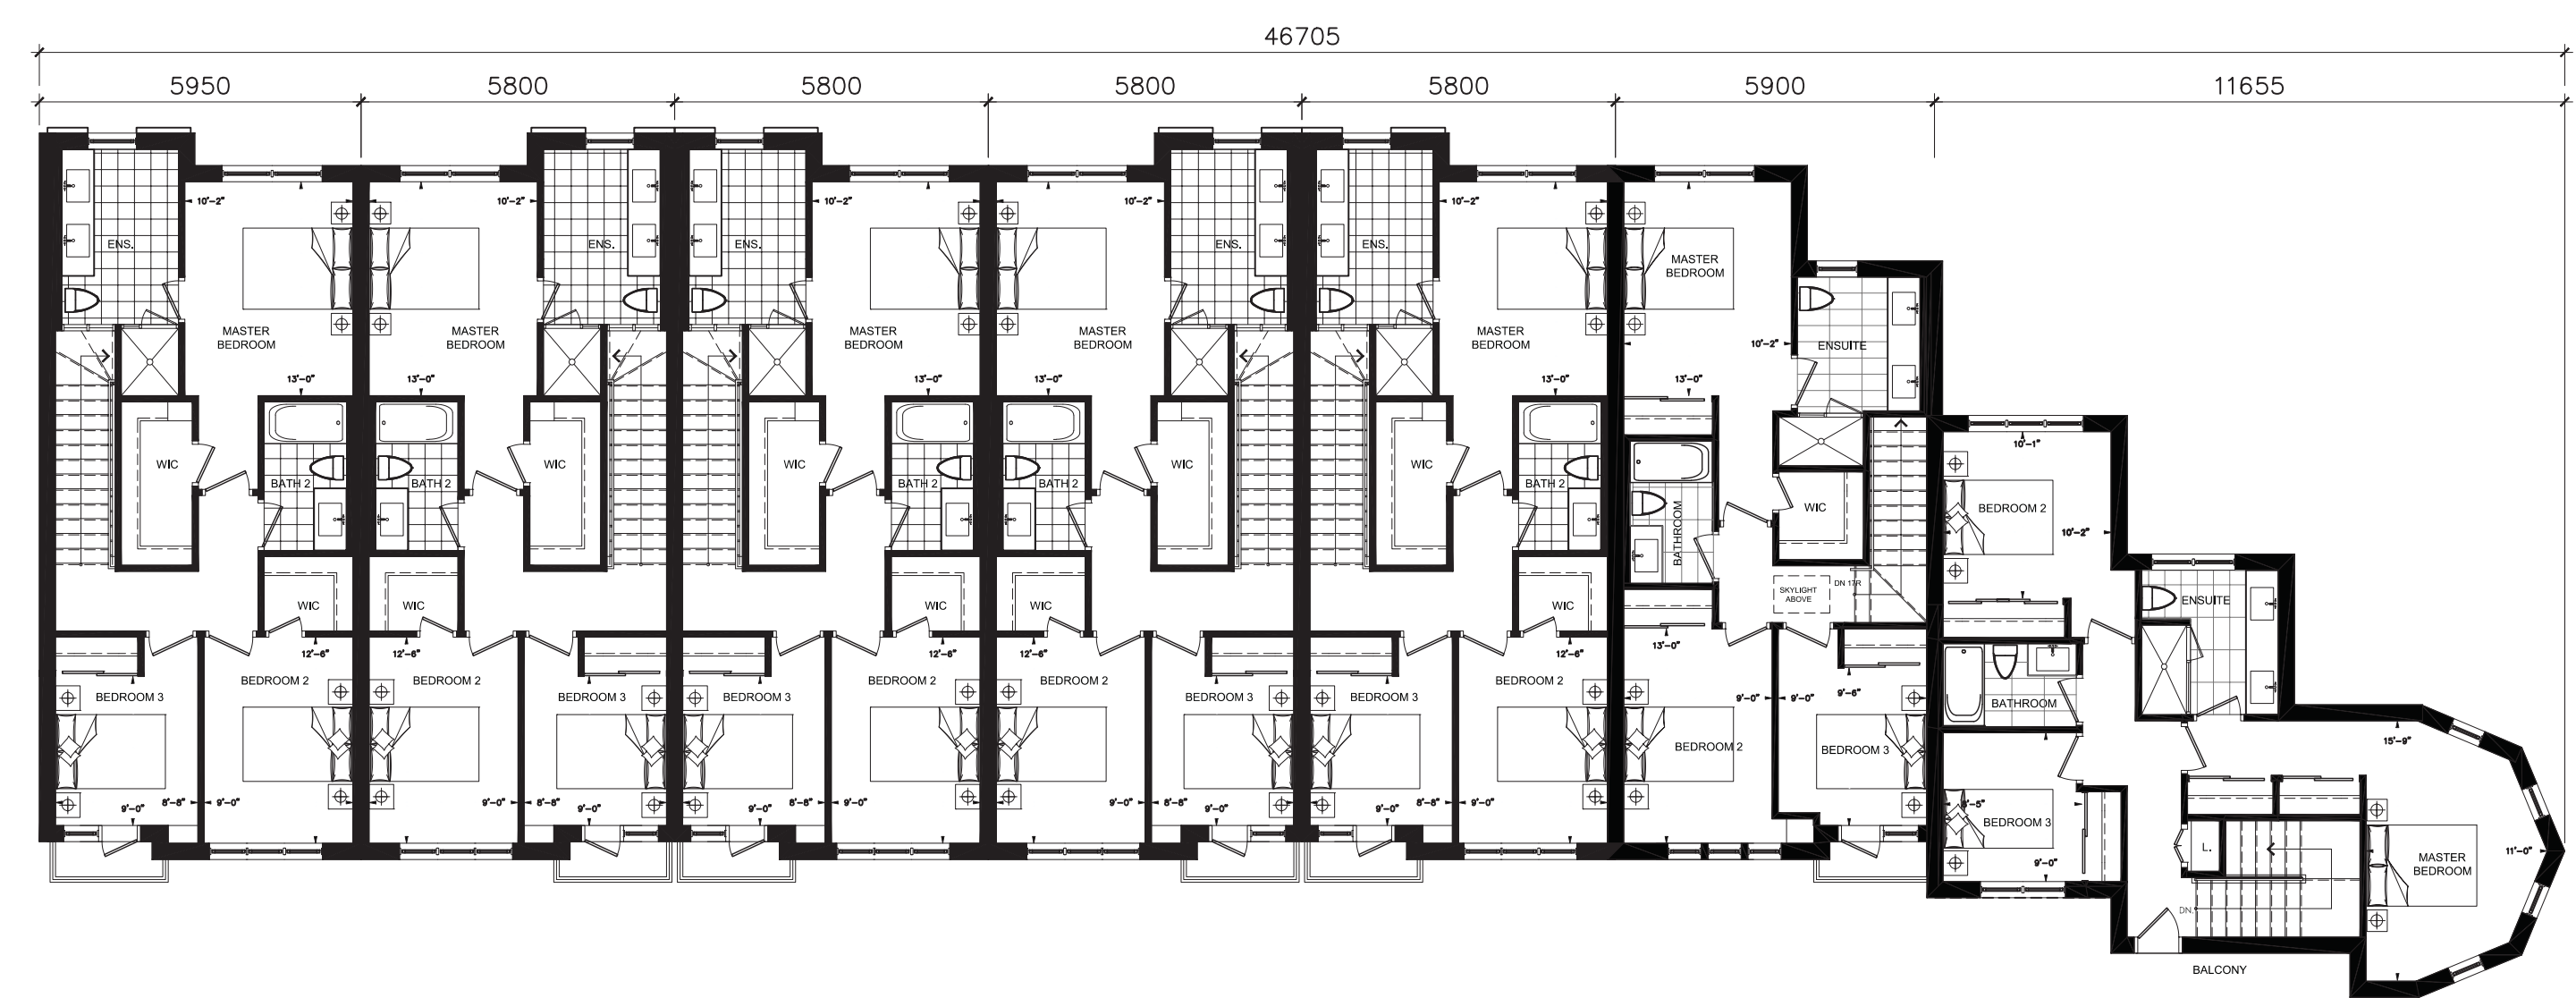 46705
5950
5800
5800
5800
5800
5900
11655
10'-2"
ENS.
MASTER
BEDROOM
13'-0"
WIC
BATH 2
WIC
12'-6"
BEDROOM 3
BEDROOM 2
9'-0"
8'-8"
9'-0"
10'-2"
ENS.
MASTER
BEDROOM
13'-0"
WIC
BATH 2
WIC
12'-6"
BEDROOM 2
BEDROOM 3
9'-0"
8'-8"
9'-0"
10'-2"
ENS.
MASTER
BEDROOM
13'-0"
WIC
BATH 2
WIC
12'-6"
BEDROOM 3
BEDROOM 2
9'-0"
8'-8"
9'-0"
10'-2"
ENS.
MASTER
BEDROOM
13'-0"
WIC
BATH 2
WIC
12'-6"
BEDROOM 2
BEDROOM 3
9'-0"
8'-8"
9'-0"
10'-2"
ENS.
MASTER
BEDROOM
13'-0"
WIC
BATH 2
WIC
12'-6"
BEDROOM 3
BEDROOM 2
9'-0"
8'-8"
9'-0"
MASTER
BEDROOM
10'-2"
ENSUITE
13'-0"
WIC
BATHROOM
SKYLIGHT
ABOVE
DN 17R
13'-0"
9'-6"
9'-0"
9'-0"
BEDROOM 2
BEDROOM 3
10'-1"
BEDROOM 2
10'-2"
ENSUITE
BATHROOM
15'-9"
8'-5"
BEDROOM 3
9'-0"
L.
DN.
MASTER
BEDROOM
11'-0"
BALCONY